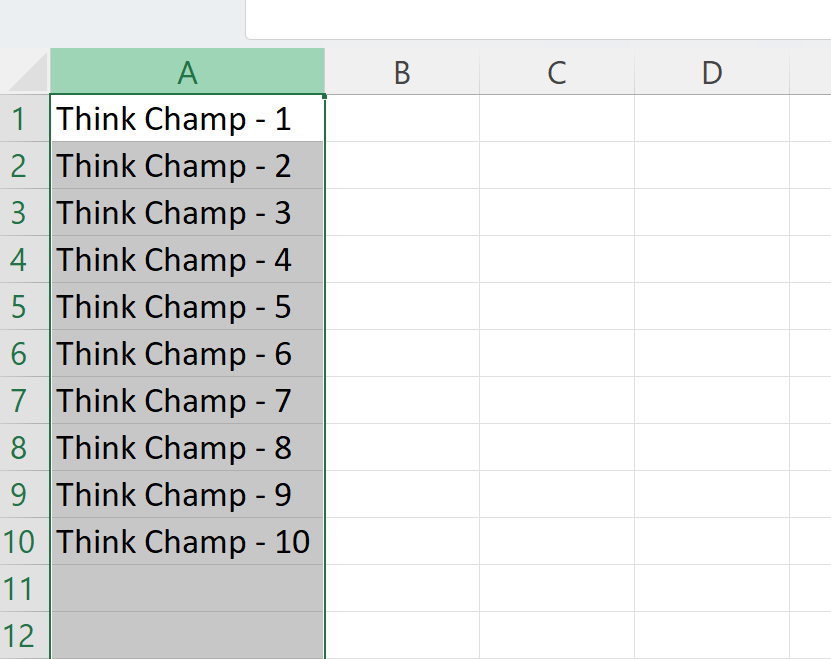 A B C D
1 Think Champ - 1
2 Think Champ - 2
3 Think Champ - 3
4 Think Champ - 4
5 Think Champ - 5
6 Think Champ - 6
7 Think Champ - 7
8 Think Champ - 8
9 Think Champ - 9
10 Think Champ - 10
11
12